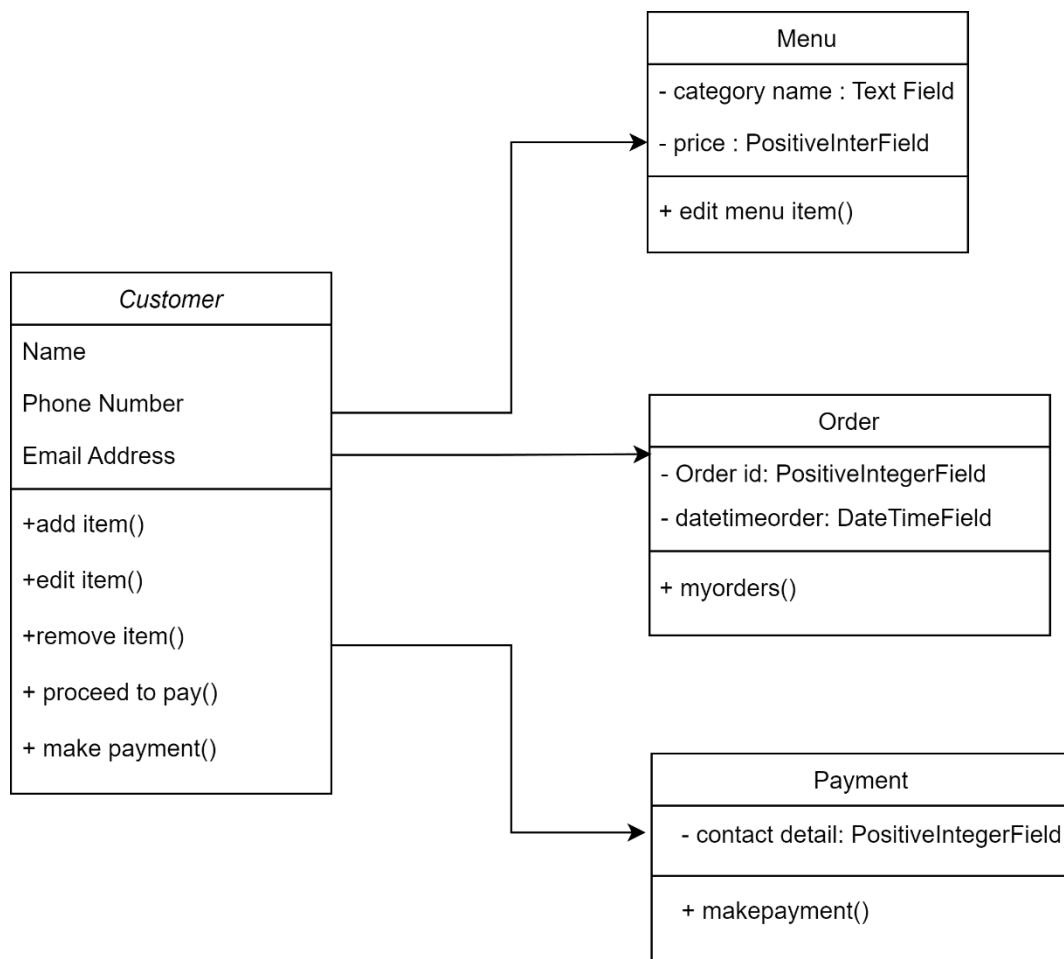 Menu
- category name : Text Field
- price : PositiveInterField
+ edit menu item()
Customer
Name
Phone Number
Email Address
+add item()
+edit item()
+remove item()
+ proceed to pay()
+ make payment()
Order
- Order id: PositiveIntegerField
- datetimeorder: DateTimeField
+ myorders()
Payment
- contact detail: PositiveIntegerField
+ makepayment()